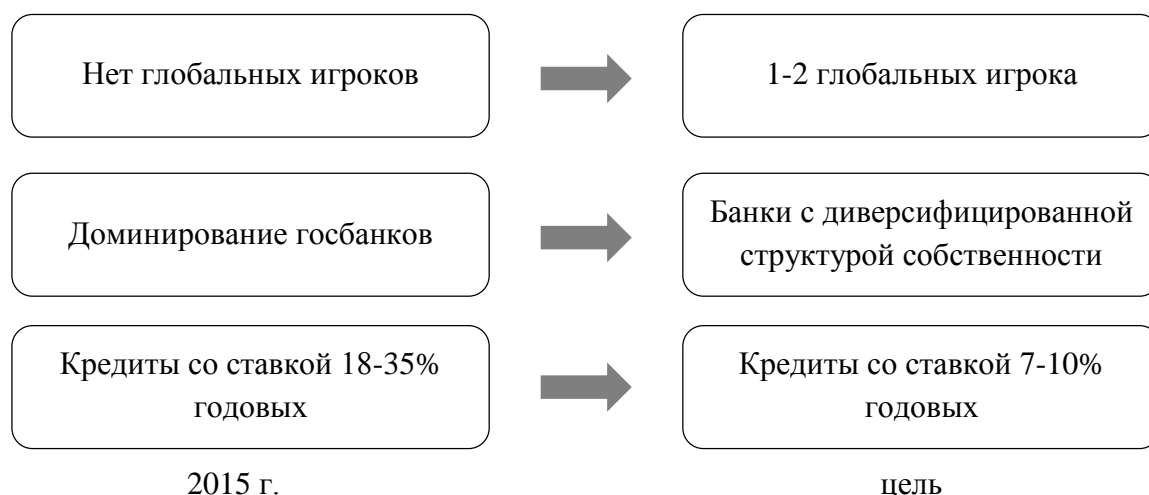 Нет глобальных игроков
1-2 глобальных игрока
Доминирование госбанков
Банки с диверсифицированной
структурой собственности
Кредиты со ставкой 18-35%
годовых
Кредиты со ставкой 7-10%
годовых
2015 г.
цель